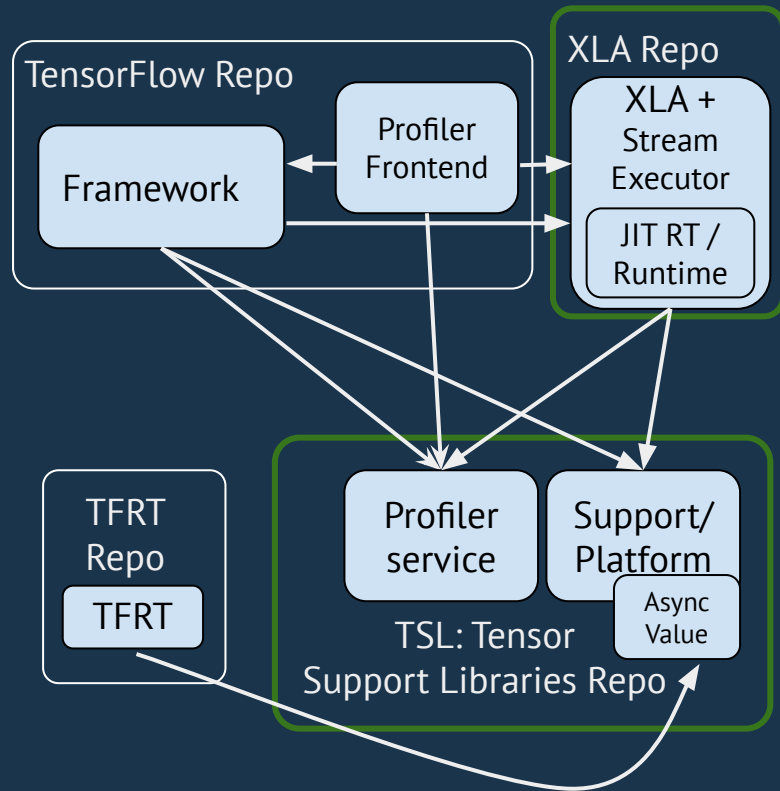 TensorFlow Repo
Framework
Profiler
Frontend
XLA Repo
XLA +
Stream
Executor
JIT RT /
Runtime
TFRT
Repo
TFRT
Profiler
service
Support/
Platform
Async
Value
TSL: Tensor
Support Libraries Repo